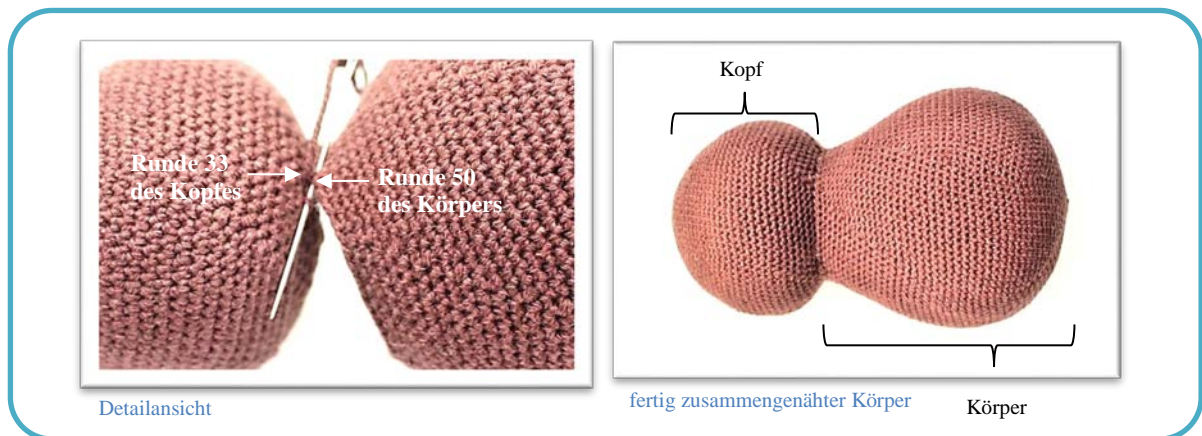 Runde 33
des Kopfes
Runde 50
des Körpers
Detailansicht
Kopf
fertig zusammengenähter Körper
Körper